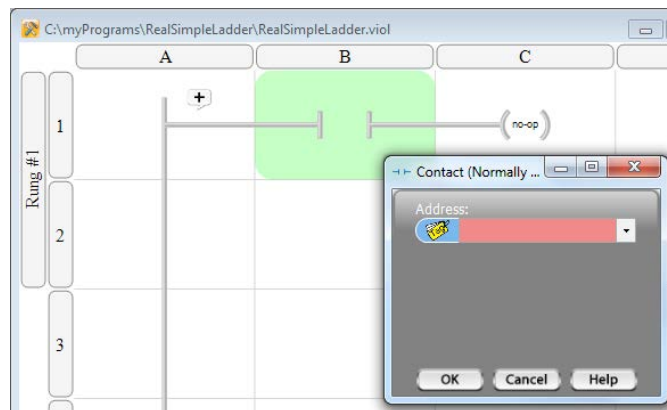 C:\myPrograms\RealSimpleLadder\RealSimpleLadder.viol
A B C
Rung #1
1
no-op
Contact (Normally ...
Address:
2
3
OK Cancel Help